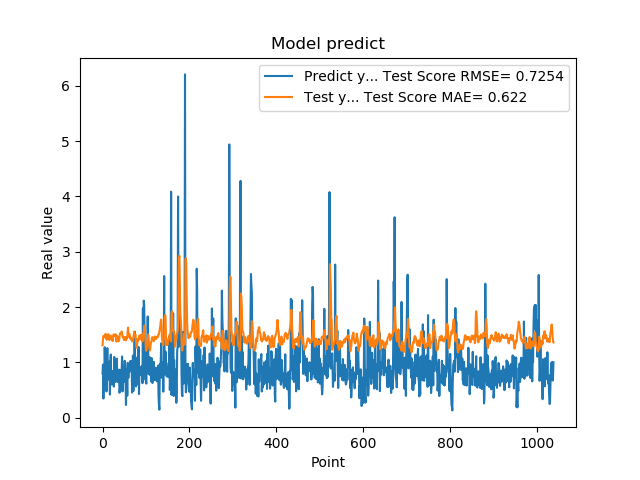 Model predict
Predict y... Test Score RMSE= 0.7254
Test y... Test Score MAE= 0.622
Real value
6
5
4
3
2
1
0
0
200
400
600
800
1000
Point